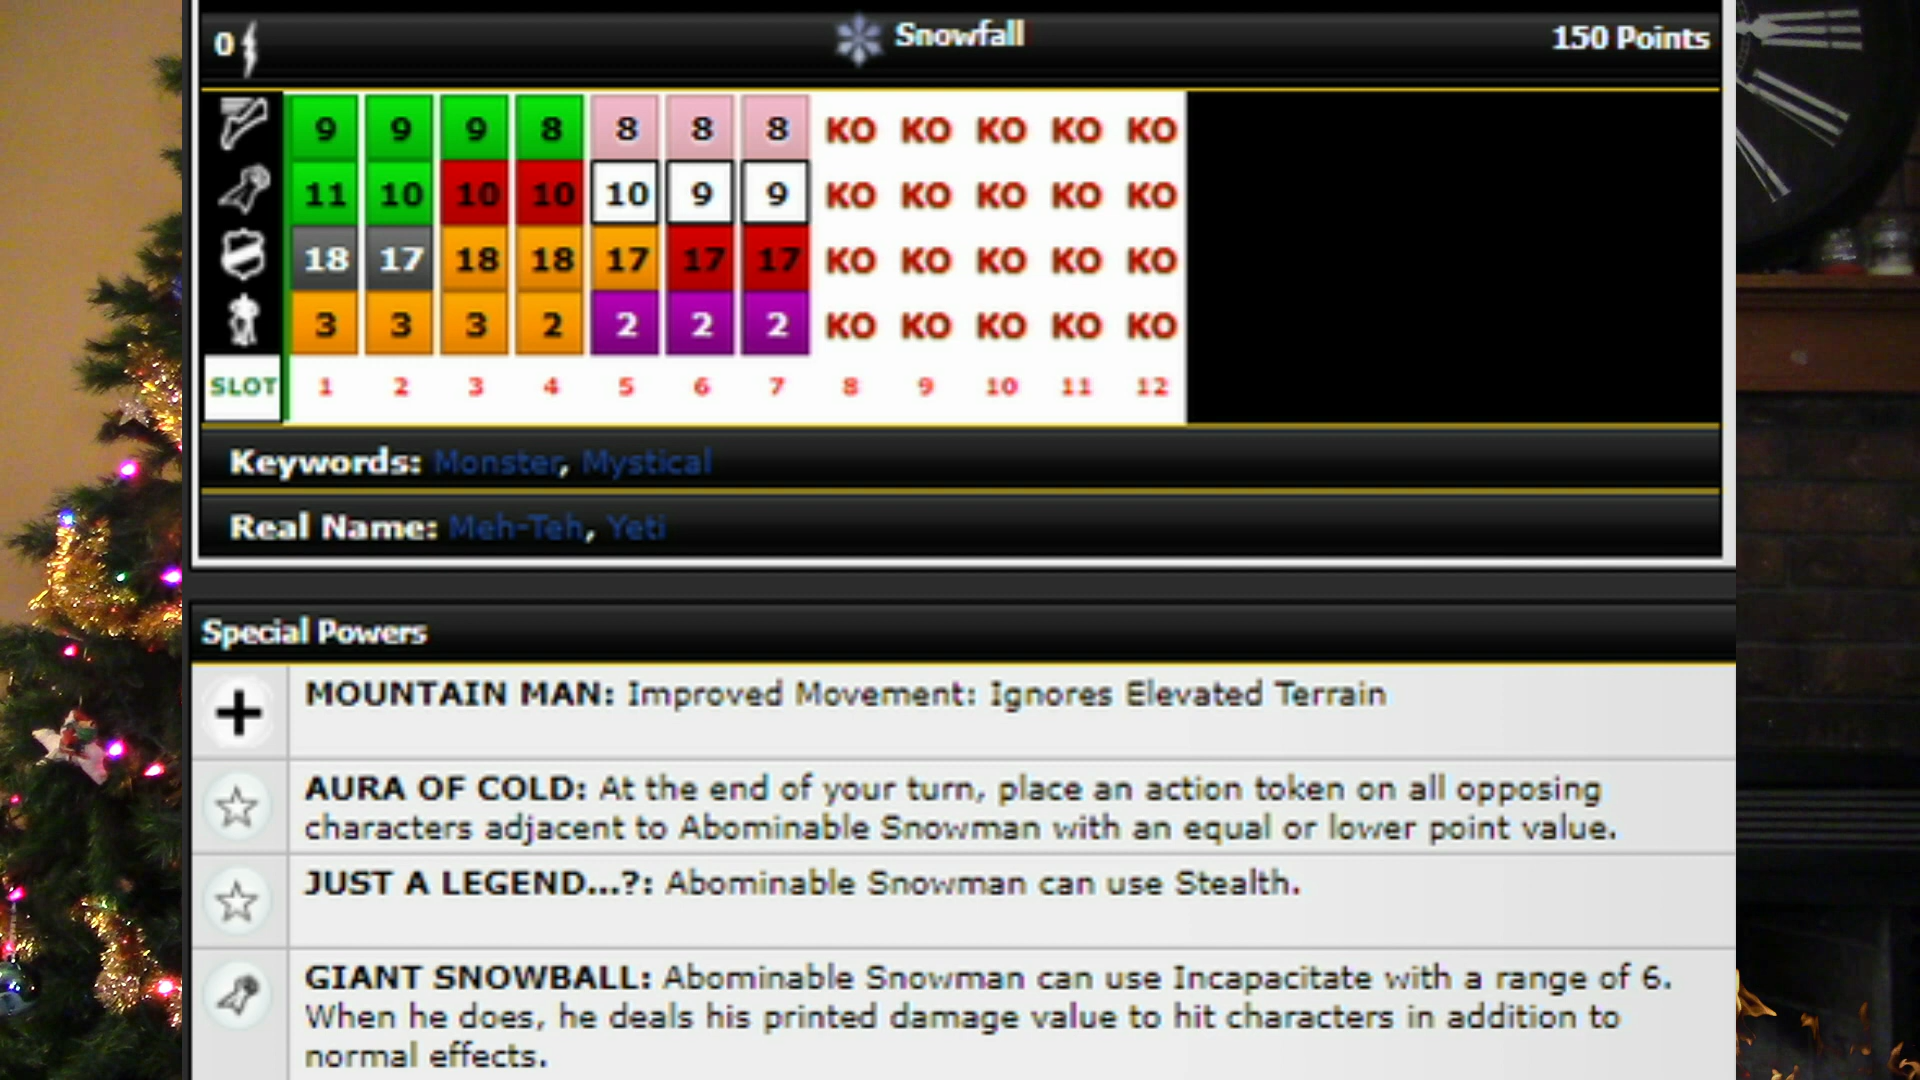 0 Snowfall 150 Points
9 9 9 8 8 8 8 KO KO KO KO KO
11 10 10 10 10 9 9 KO KO KO KO KO
18 17 18 18 17 17 17 KO KO KO KO KO
3 3 3 2 2 2 2 KO KO KO KO KO
SLOT 1 2 3 4 5 6 7 8 9 10 11 12
Keywords: Monster, Mystical
Real Name: Meh-Teh, Yeti
Special Powers
MOUNTAIN MAN: Improved Movement: Ignores Elevated Terrain
AURA OF COLD: At the end of your turn, place an action token on all opposing
characters adjacent to Abominable Snowman with an equal or lower point value.
JUST A LEGEND...?: Abominable Snowman can use Stealth.
GIANT SNOWBALL: Abominable Snowman can use Incapacitate with a range of 6.
When he does, he deals his printed damage value to hit characters in addition to
normal effects.